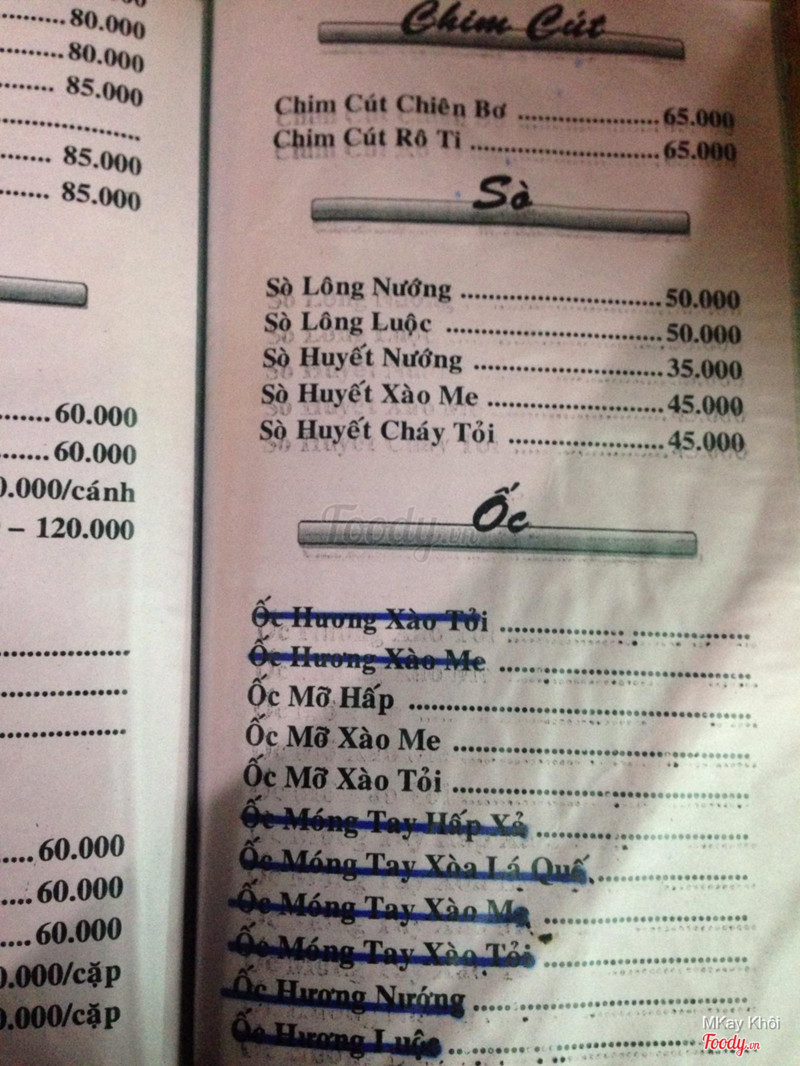 80.000
80.000
85.000
85.000
85.000
60.000
60.000
0.000/cánh
– 120.000
60.000
60.000
60.000
0.000/cặp
0.000/cặp
Chim Cút
Chim Cút Chiên Bơ ........................ 65.000
Chim Cút Rô Ti ................................ 65.000
Sò
Sò Lông Nướng ................................ 50.000
Sò Lông Luộc .................................. 50.000
Sò Huyết Nướng ............................. 35.000
Sò Huyết Xào Me ........................... 45.000
Sò Huyết Cháy Tỏi ........................ 45.000
Foody.vn
Ốc
Ốc Hương Xào Tỏi ........................
Ốc Hương Xào Me ........................
Ốc Mỡ Hấp ........................
Ốc Mỡ Xào Me ........................
Ốc Mỡ Xào Tỏi ........................
Ốc Móng Tay Hấp Xả ........................
Ốc Móng Tay Xòa Lá Quế ........................
Ốc Móng Tay Xào Me ........................
Ốc Móng Tay Xào Tỏi ........................
Ốc Hương Nướng ........................
Ốc Hương Luộc ........................
MKay Khôi
Foody.vn